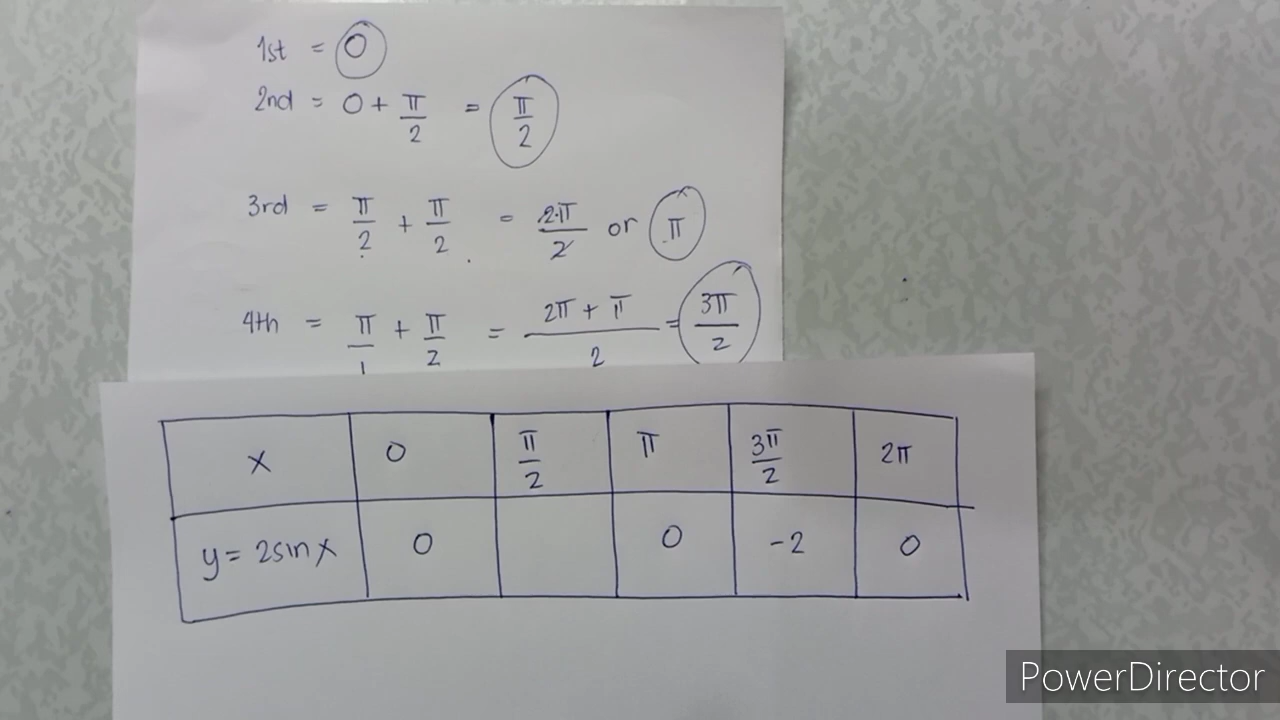 1st = 0
2nd = 0 + π/2 = π/2
3rd = π/2 + π/2 = 2π/2 or π
4th = π/1 + π/2 = 2π + π/2 = 3π/2
x 0 π/2 π 3π/2 2π
y = 2sin x 0 0 -2 0
PowerDirector